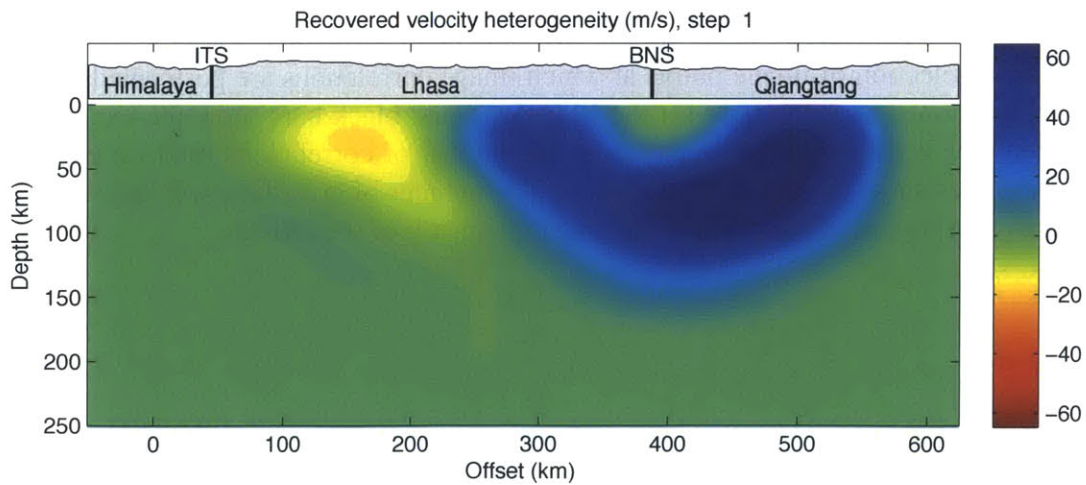 Recovered velocity heterogeneity (m/s), step 1
ITS
BNS
Himalaya
Lhasa
Qiangtang
0
50
100
150
200
250
Depth (km)
0
100
200
300
400
500
600
Offset (km)
60
40
20
0
−20
−40
−60